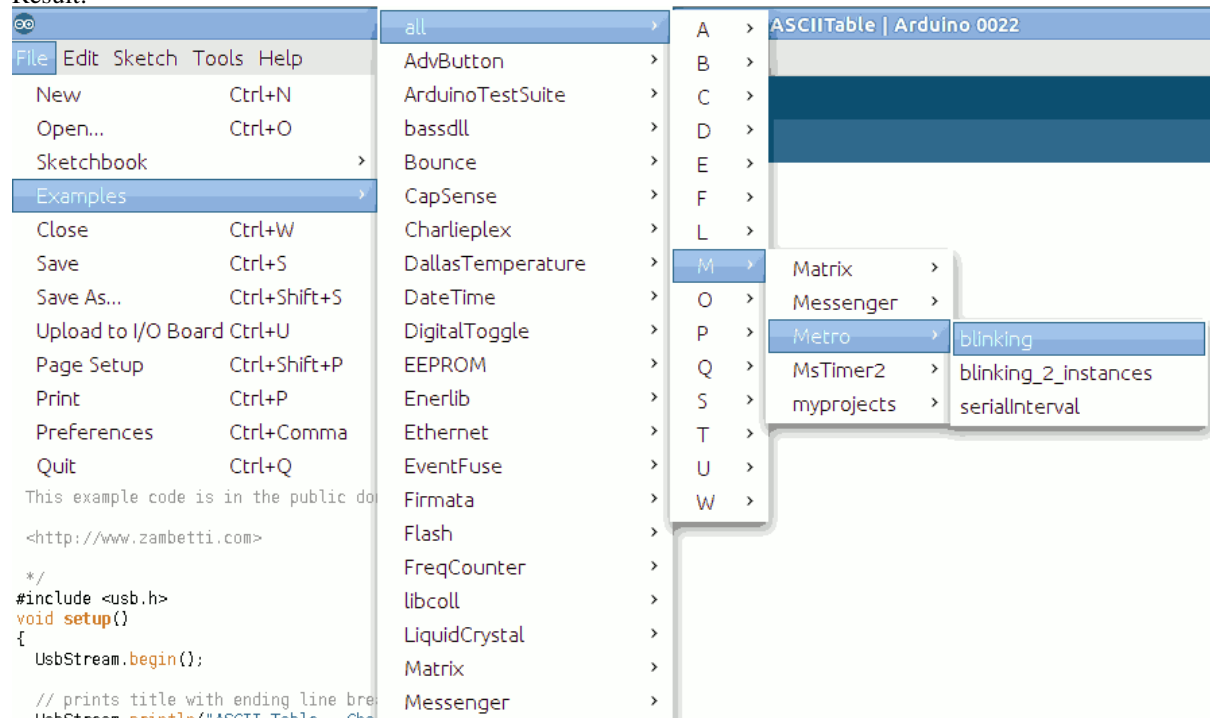 Result:
ASCIITable | Arduino 0022
File Edit Sketch Tools Help
New Ctrl+N
Open... Ctrl+O
Sketchbook
Examples
Close Ctrl+W
Save Ctrl+S
Save As... Ctrl+Shift+S
Upload to I/O Board Ctrl+U
Page Setup Ctrl+Shift+P
Print Ctrl+P
Preferences Ctrl+Comma
Quit Ctrl+Q
This example code is in the public do
<http://www.zambetti.com>
*/
#include <usb.h>
void setup()
{
UsbStream.begin();
// prints title with ending line bre
UsbStream.println("ASCII Table
all
AdvButton
ArduinoTestSuite
bassdll
Bounce
CapSense
Charlieplex
DallasTemperature
DateTime
DigitalToggle
EEPROM
Enerlib
Ethernet
EventFuse
Firmata
Flash
FreqCounter
libcoll
LiquidCrystal
Matrix
Messenger
A
B
C
D
E
F
L
M
O
P
Q
S
T
U
W
Matrix
Messenger
Metro
MsTimer2
myprojects
blinking
blinking_2_instances
serialInterval